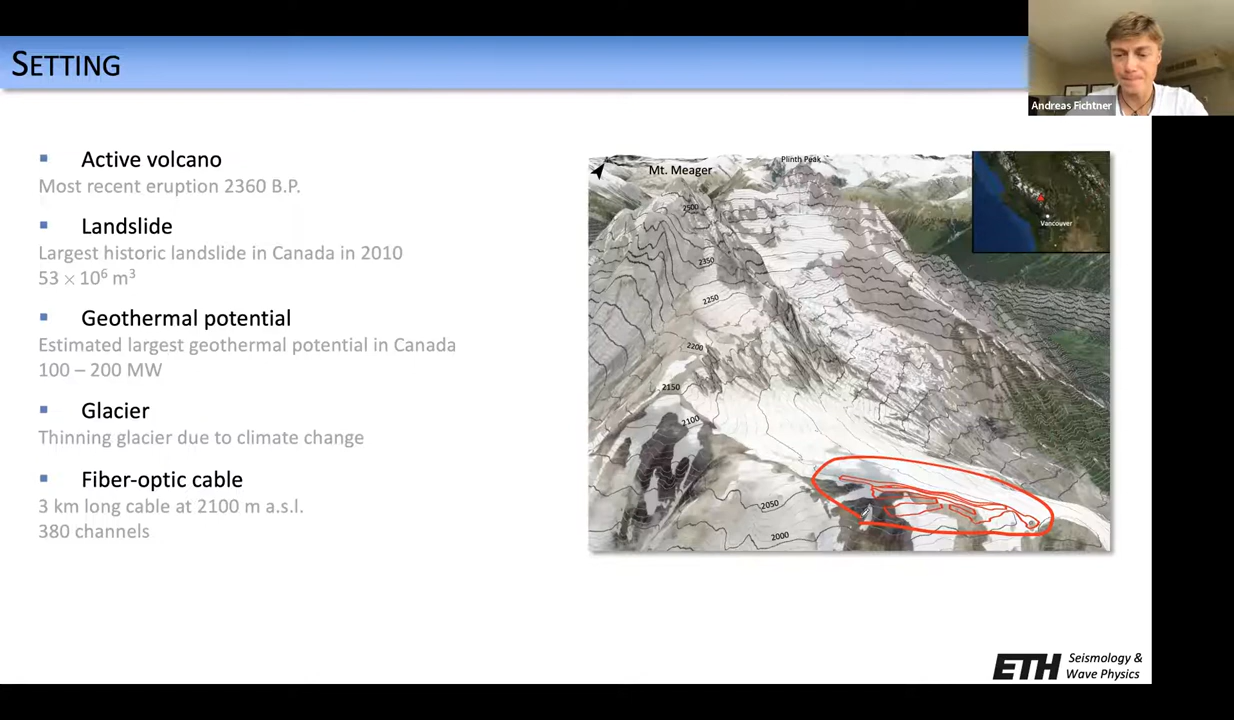 SETTING
Andreas Fichtner
▪ Active volcano
Most recent eruption 2360 B.P.
▪ Landslide
Largest historic landslide in Canada in 2010
53 × 10⁶ m³
▪ Geothermal potential
Estimated largest geothermal potential in Canada
100 – 200 MW
▪ Glacier
Thinning glacier due to climate change
▪ Fiber-optic cable
3 km long cable at 2100 m a.s.l.
380 channels
Plinth Peak
Mt. Meager
Vancouver
2500
2350
2250
2200
2150
2100
2050
2000
ETH Seismology &
Wave Physics